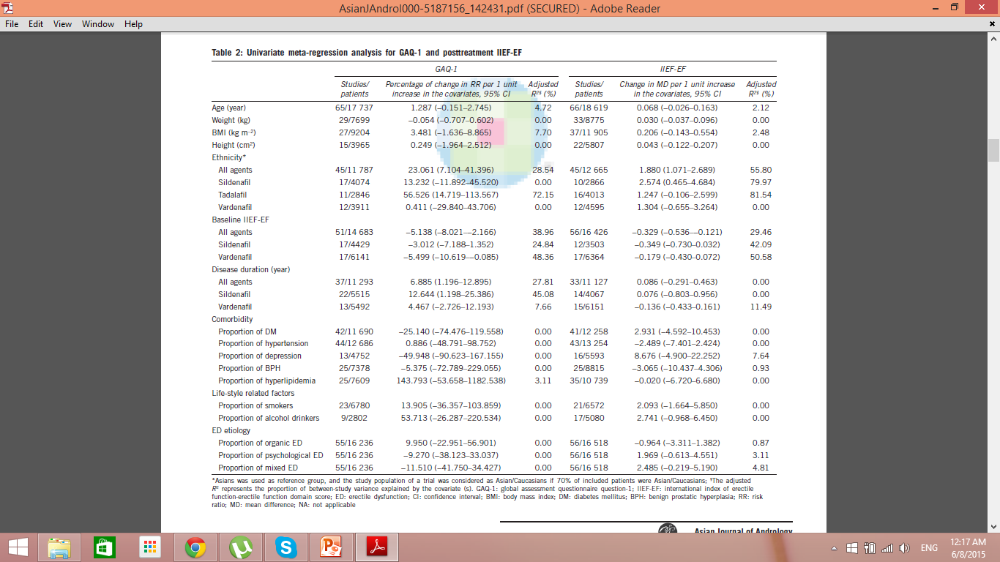 AsianJAndrol000-5187156_142431.pdf (SECURED) - Adobe Reader
File Edit View Window Help
Table 2: Univariate meta-regression analysis for GAQ-1 and posttreatment IIEF-EF
GAQ-1 IIEF-EF
Studies/ Percentage of change in RR per 1 unit Adjusted Studies/ Change in MD per 1 unit increase Adjusted
patients increase in the covariates, 95% CI R²§ (%) patients in the covariates, 95% CI R²§ (%)
Age (year) 65/17 737 1.287 (−0.151–2.745) 4.72 66/18 619 0.068 (−0.026–0.163) 2.12
Weight (kg) 29/7699 −0.054 (−0.707–0.602) 0.00 33/8775 0.030 (−0.037–0.096) 0.00
BMI (kg m⁻²) 27/9204 3.481 (−1.636–8.865) 7.70 37/11 905 0.206 (−0.143–0.554) 2.48
Height (cm²) 15/3965 0.249 (−1.964–2.512) 0.00 22/5807 0.043 (−0.122–0.207) 0.00
Ethnicity*
All agents 45/11 787 23.061 (7.104–41.396) 28.54 45/12 665 1.880 (1.071–2.689) 55.80
Sildenafil 17/4074 13.232 (−11.892–45.520) 0.00 10/2866 2.574 (0.465–4.684) 79.97
Tadalafil 11/2846 56.526 (14.719–113.567) 72.15 16/4013 1.247 (−0.106–2.599) 81.54
Vardenafil 12/3911 0.411 (−29.840–43.706) 0.00 12/4595 1.304 (−0.655–3.264) 0.00
Baseline IIEF-EF
All agents 51/14 683 −5.138 (−8.021–−2.166) 38.96 56/16 426 −0.329 (−0.536–−0.121) 29.46
Sildenafil 17/4429 −3.012 (−7.188–1.352) 24.84 12/3503 −0.349 (−0.730–0.032) 42.09
Vardenafil 17/6141 −5.499 (−10.619–−0.085) 48.36 17/6364 −0.179 (−0.430–0.072) 50.58
Disease duration (year)
All agents 37/11 293 6.885 (1.196–12.895) 27.81 33/11 127 0.086 (−0.291–0.463) 0.00
Sildenafil 22/5515 12.644 (1.198–25.386) 45.08 14/4067 0.076 (−0.803–0.956) 0.00
Vardenafil 13/5492 4.467 (−2.726–12.193) 7.66 15/6151 −0.136 (−0.433–0.161) 11.49
Comorbidity
Proportion of DM 42/11 690 −25.140 (−74.476–119.558) 0.00 41/12 258 2.931 (−4.592–10.453) 0.00
Proportion of hypertension 44/12 686 0.886 (−48.791–98.752) 0.00 43/13 254 −2.489 (−7.401–2.424) 0.00
Proportion of depression 13/4752 −49.948 (−90.623–167.155) 0.00 16/5593 8.676 (−4.900–22.252) 7.64
Proportion of BPH 25/7378 −5.375 (−72.789–229.055) 0.00 25/8815 −3.065 (−10.437–4.306) 0.93
Proportion of hyperlipidemia 25/7609 143.793 (−53.658–1182.538) 3.11 35/10 739 −0.020 (−6.720–6.680) 0.00
Life-style related factors
Proportion of smokers 23/6780 13.905 (−36.357–103.859) 0.00 21/6572 2.093 (−1.664–5.850) 0.00
Proportion of alcohol drinkers 9/2802 53.713 (−26.287–220.534) 0.00 17/5080 2.741 (−0.968–6.450) 0.00
ED etiology
Proportion of organic ED 55/16 236 9.950 (−22.951–56.901) 0.00 56/16 518 −0.964 (−3.311–1.382) 0.87
Proportion of psychological ED 55/16 236 −9.270 (−38.123–33.037) 0.00 56/16 518 1.969 (−0.613–4.551) 3.11
Proportion of mixed ED 55/16 236 −11.510 (−41.750–34.427) 0.00 56/16 518 2.485 (−0.219–5.190) 4.81
*Asians was used as reference group, and the study population of a trial was considered as Asian/Caucasians if 70% of included patients were Asian/Caucasians; §The adjusted
R² represents the proportion of between-study variance explained by the covariate (s). GAQ-1: global assessment questionnaire question-1; IIEF-EF: international index of erectile
function-erectile function domain score; ED: erectile dysfunction; CI: confidence interval; BMI: body mass index; DM: diabetes mellitus; BPH: benign prostatic hyperplasia; RR: risk
ratio; MD: mean difference; NA: not applicable
Asian Journal of Andrology
ENG
12:17 AM
6/8/2015